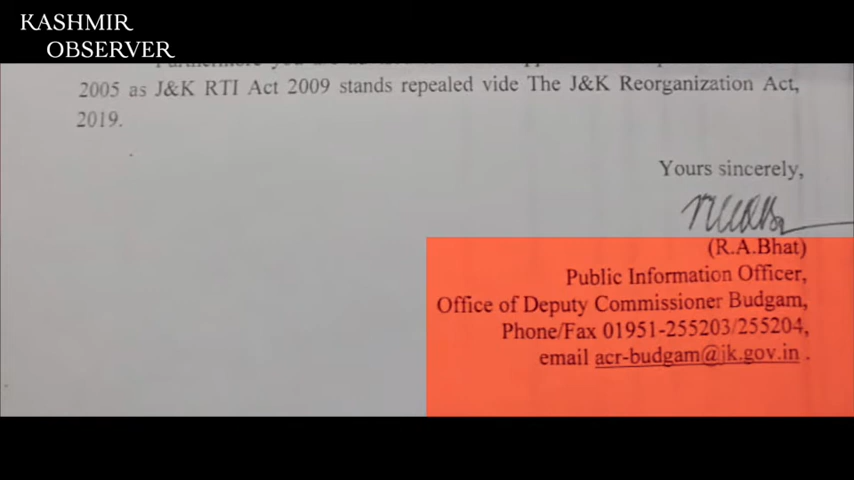 KASHMIR
OBSERVER
2005 as J&K RTI Act 2009 stands repealed vide The J&K Reorganization Act,
2019.
Yours sincerely,
(R.A.Bhat)
Public Information Officer,
Office of Deputy Commissioner Budgam,
Phone/Fax 01951-255203/255204,
email acr-budgam@jk.gov.in .